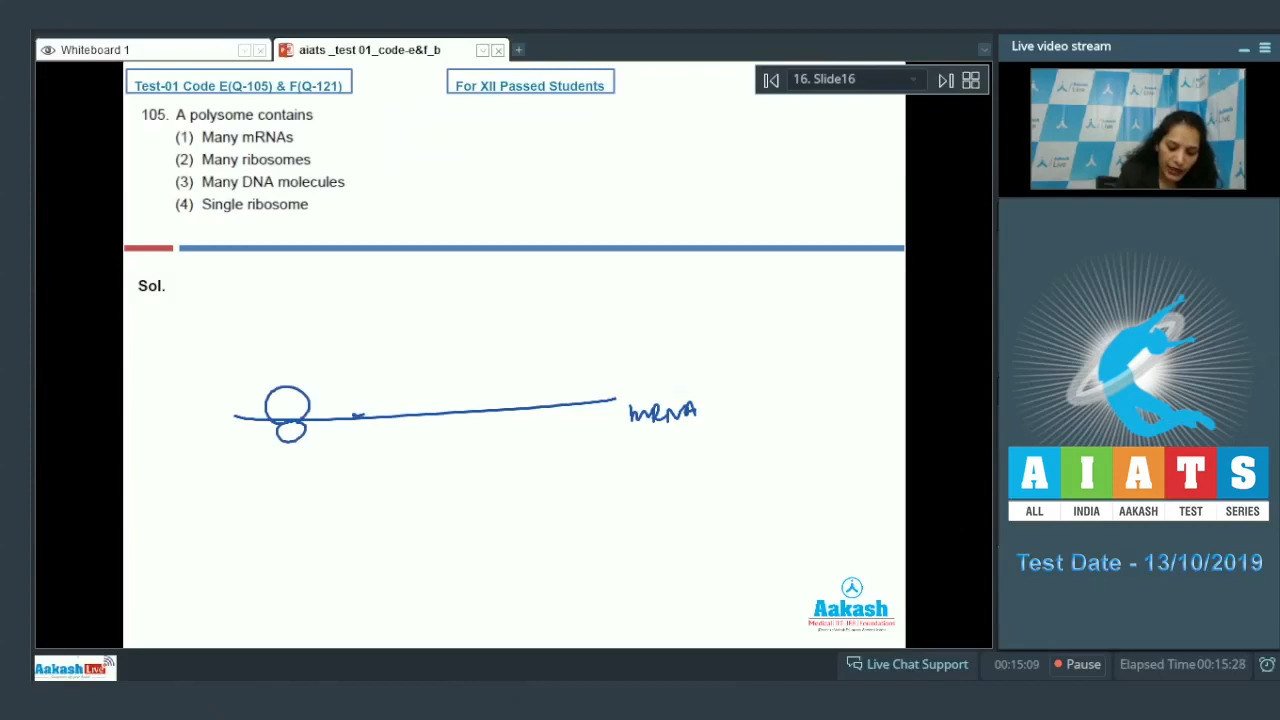 Whiteboard 1
aiats _test 01_code-e&f_b
Live video stream
Test-01 Code E(Q-105) & F(Q-121)
For XII Passed Students
16. Slide16
105. A polysome contains
(1) Many mRNAs
(2) Many ribosomes
(3) Many DNA molecules
(4) Single ribosome
Sol.
mRNA
A I A T S
ALL INDIA AAKASH TEST SERIES
Test Date - 13/10/2019
Aakash
Medical|IIT-JEE|Foundations
Aakash Live
Live Chat Support
00:15:09
Pause
Elapsed Time 00:15:28